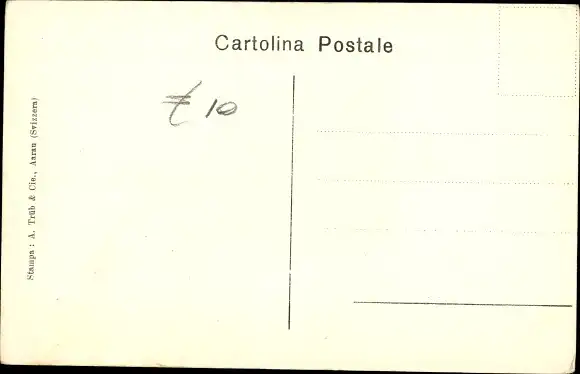 Cartolina Postale
€ 10
Stampa : A. Trüb & Cie., Aarau (Svizzera)